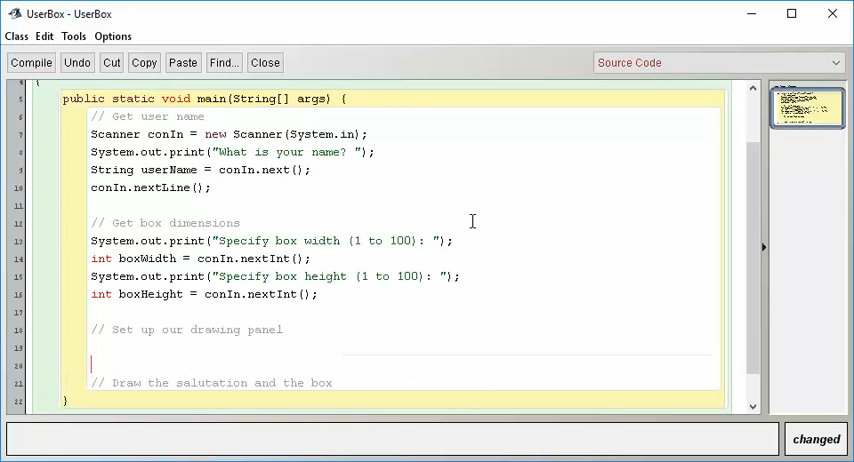 UserBox - UserBox
Class Edit Tools Options
Compile Undo Cut Copy Paste Find... Close Source Code
4 {
5 public static void main(String[] args) {
6 // Get user name
7 Scanner conIn = new Scanner(System.in);
8 System.out.print("What is your name? ");
9 String userName = conIn.next();
10 conIn.nextLine();
11
12 // Get box dimensions
13 System.out.print("Specify box width (1 to 100): ");
14 int boxWidth = conIn.nextInt();
15 System.out.print("Specify box height (1 to 100): ");
16 int boxHeight = conIn.nextInt();
17
18 // Set up our drawing panel
19
20
21 // Draw the salutation and the box
22 }
changed